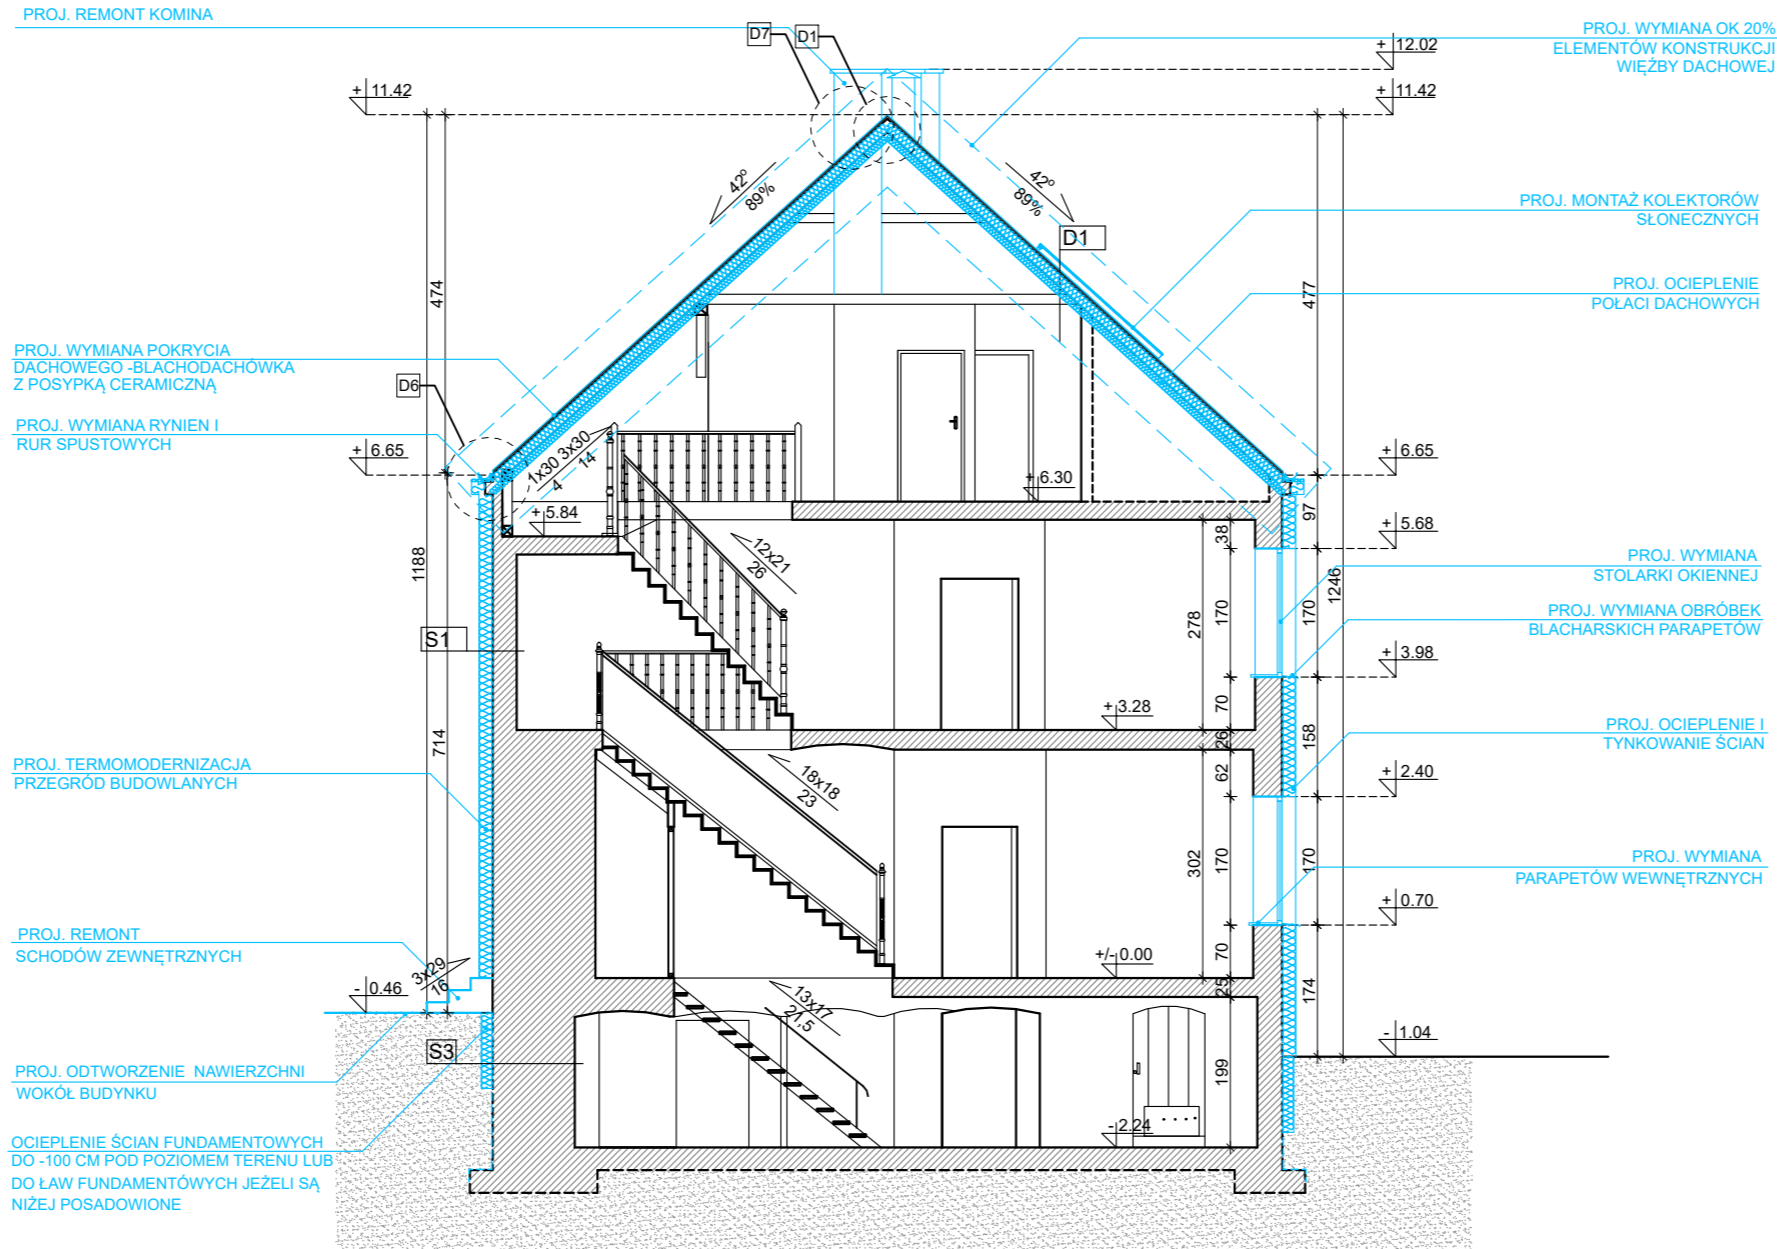 PROJ. REMONT KOMINA
D7
D1
PROJ. WYMIANA OK 20%
ELEMENTÓW KONSTRUKCJI
WIĘŹBY DACHOWEJ
+ 12.02
+ 11.42
+ 11.42
42°
89%
42°
89%
PROJ. MONTAŻ KOLEKTORÓW
SŁONECZNYCH
D1
474
477
PROJ. OCIEPLENIE
POŁACI DACHOWYCH
PROJ. WYMIANA POKRYCIA
DACHOWEGO -BLACHODACHÓWKA
Z POSYPKĄ CERAMICZNĄ
D6
PROJ. WYMIANA RYNIEN I
RUR SPUSTOWYCH
+ 6.65
1x30 3x30
4 14
+ 6.30
+ 6.65
+ 5.84
97
38
+ 5.68
12x21
26
1188
PROJ. WYMIANA
STOLARKI OKIENNEJ
1246
278
170
170
PROJ. WYMIANA OBRÓBEK
BLACHARSKICH PARAPETÓW
S1
+ 3.98
70
+ 3.28
714
26
158
PROJ. OCIEPLENIE I
TYNKOWANIE ŚCIAN
PROJ. TERMOMODERNIZACJA
PRZEGRÓD BUDOWLANYCH
18x18
23
62
+ 2.40
302
170
170
PROJ. WYMIANA
PARAPETÓW WEWNĘTRZNYCH
+ 0.70
PROJ. REMONT
SCHODÓW ZEWNĘTRZNYCH
3x29
16
70
+/- 0.00
- 0.46
13x17
21,5
25
174
- 1.04
S3
199
PROJ. ODTWORZENIE NAWIERZCHNI
WOKÓŁ BUDYNKU
- 2.24
OCIEPLENIE ŚCIAN FUNDAMENTOWYCH
DO -100 CM POD POZIOMEM TERENU LUB
DO ŁAW FUNDAMENTÓWYCH JEŻELI SĄ
NIŻEJ POSADOWIONE